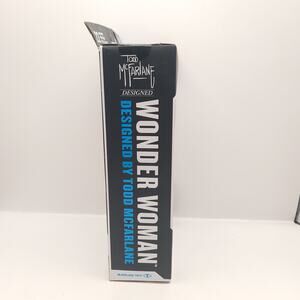 TODD
McFARLANE
DESIGNED
WONDER WOMAN
DESIGNED BY TODD MCFARLANE